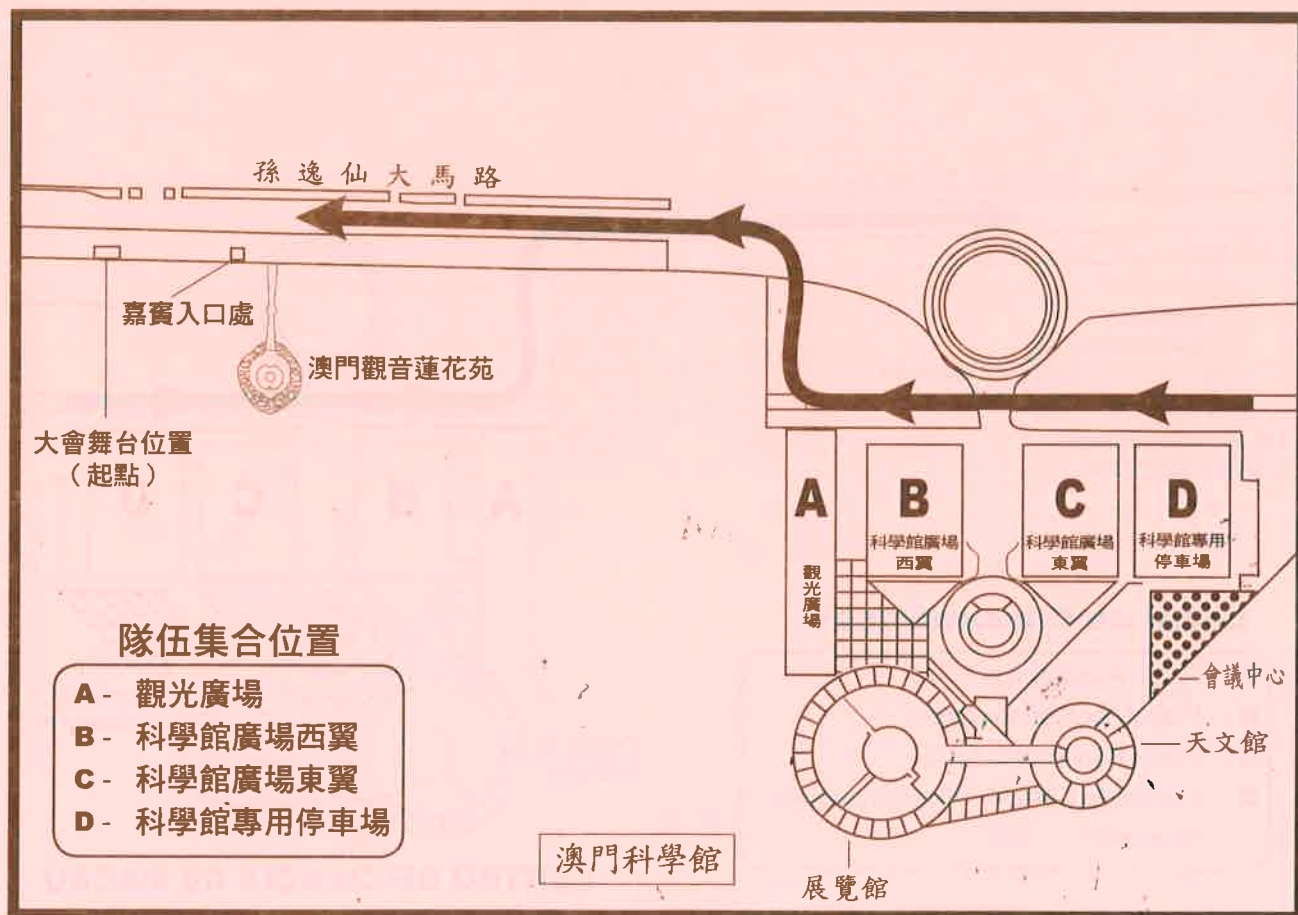 孫逸仙大馬路
嘉賓入口處
澳門觀音蓮花苑
大會舞台位置
（起點）
A
觀光廣場
B
科學館廣場
西翼
C
科學館廣場
東翼
D
科學館專用
停車場
隊伍集合位置
A - 觀光廣場
B - 科學館廣場西翼
C - 科學館廣場東翼
D - 科學館專用停車場
會議中心
天文館
澳門科學館
展覽館